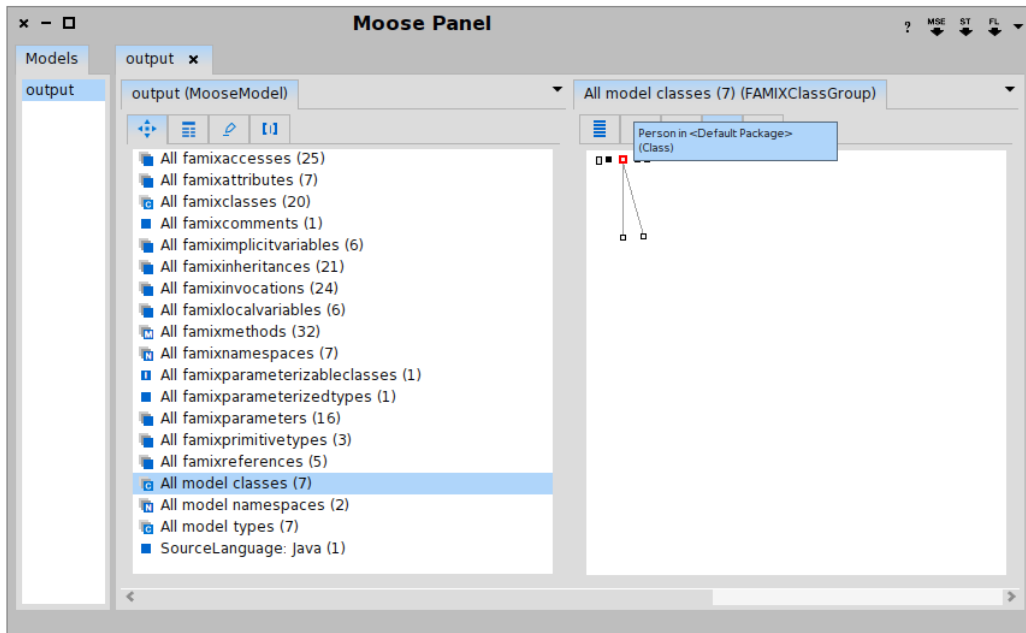 Moose Panel
? MSE ST FL
Models
output
output
output (MooseModel)
All famixaccesses (25)
All famixattributes (7)
All famixclasses (20)
All famixcomments (1)
All famiximplicitvariables (6)
All famixinheritances (21)
All famixinvocations (24)
All famixlocalvariables (6)
All famixmethods (32)
All famixnamespaces (7)
All famixparameterizableclasses (1)
All famixparameterizedtypes (1)
All famixparameters (16)
All famixprimitivetypes (3)
All famixreferences (5)
All model classes (7)
All model namespaces (2)
All model types (7)
SourceLanguage: Java (1)
All model classes (7) (FAMIXClassGroup)
Person in <Default Package>
(Class)